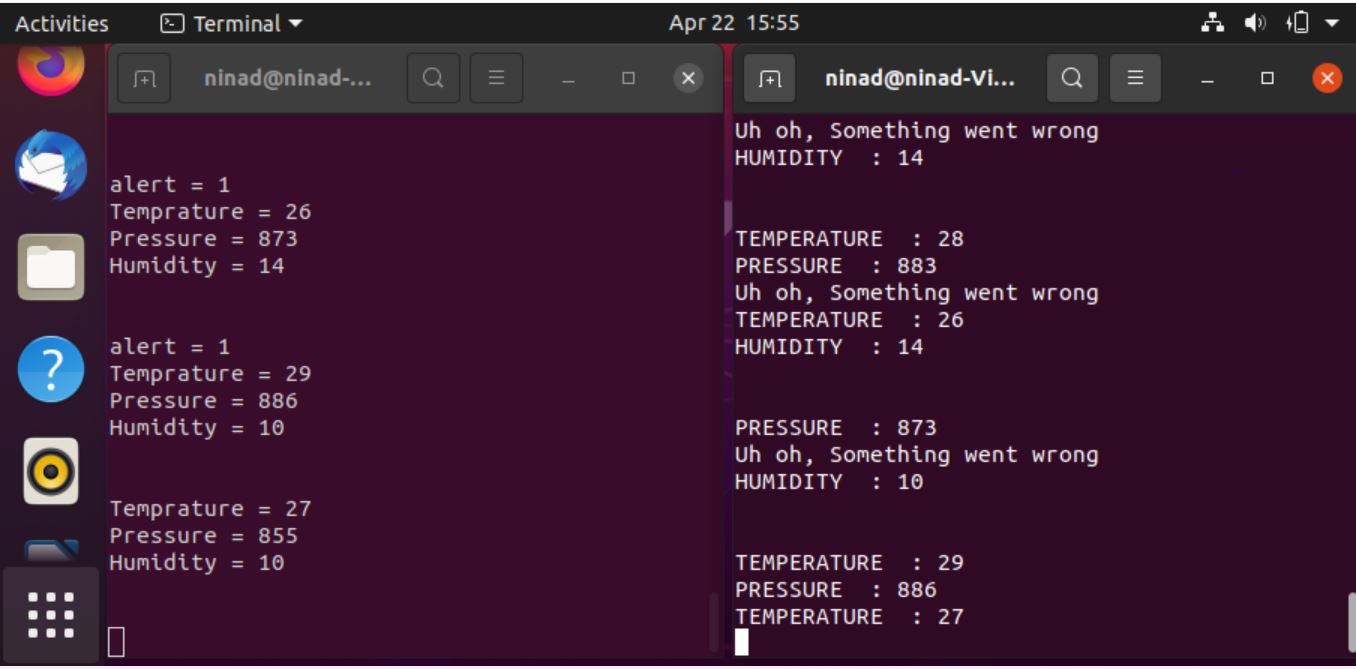 Activities
Terminal
Apr 22 15:55
ninad@ninad-...
alert = 1
Temprature = 26
Pressure = 873
Humidity = 14
alert = 1
Temprature = 29
Pressure = 886
Humidity = 10
Temprature = 27
Pressure = 855
Humidity = 10
ninad@ninad-Vi...
Uh oh, Something went wrong
HUMIDITY : 14
TEMPERATURE : 28
PRESSURE : 883
Uh oh, Something went wrong
TEMPERATURE : 26
HUMIDITY : 14
PRESSURE : 873
Uh oh, Something went wrong
HUMIDITY : 10
TEMPERATURE : 29
PRESSURE : 886
TEMPERATURE : 27